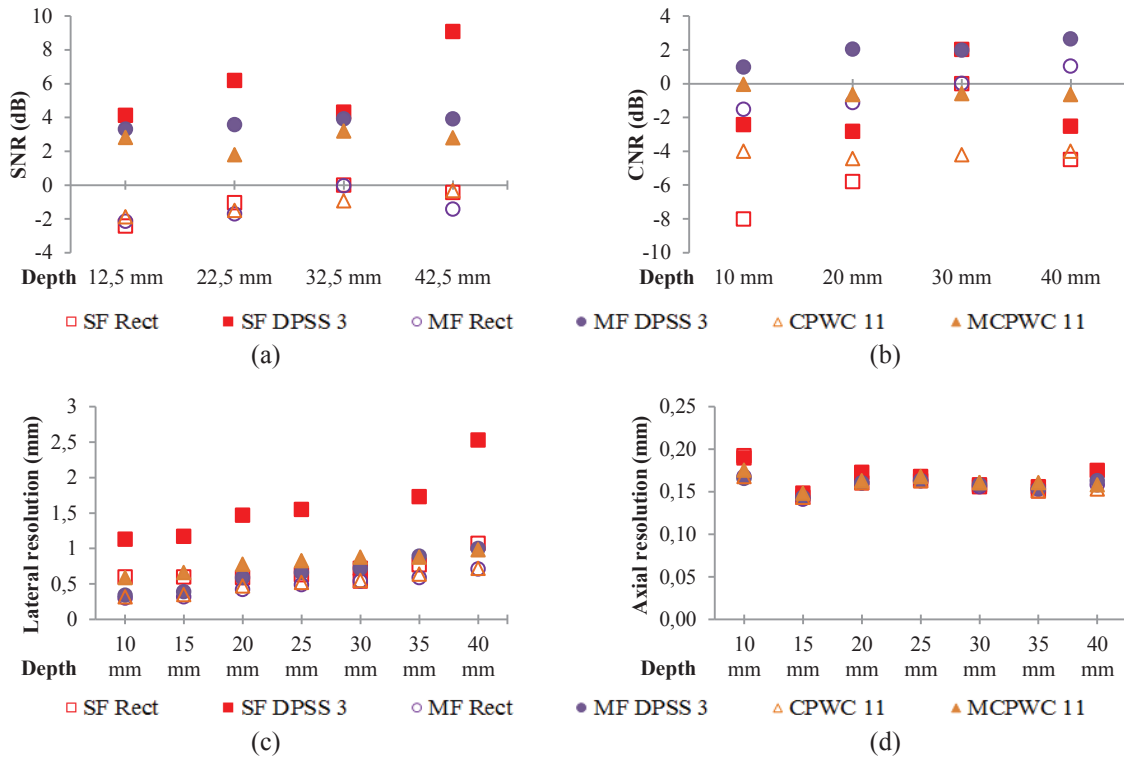 SNR (dB)
10
8
6
4
2
0
-2
-4
Depth 12,5 mm 22,5 mm 32,5 mm 42,5 mm
CNR (dB)
4
2
0
-2
-4
-6
-8
-10
Depth 10 mm 20 mm 30 mm 40 mm
SF Rect SF DPSS 3 MF Rect MF DPSS 3 CPWC 11 MCPWC 11
(a) (b)
Lateral resolution (mm)
3
2,5
2
1,5
1
0,5
0
10 15 20 25 30 35 40
Depth mm mm mm mm mm mm mm
Axial resolution (mm)
0,25
0,20
0,15
0,10
0,05
0,00
10 15 20 25 30 35 40
Depth mm mm mm mm mm mm mm
SF Rect SF DPSS 3 MF Rect MF DPSS 3 CPWC 11 MCPWC 11
(c) (d)